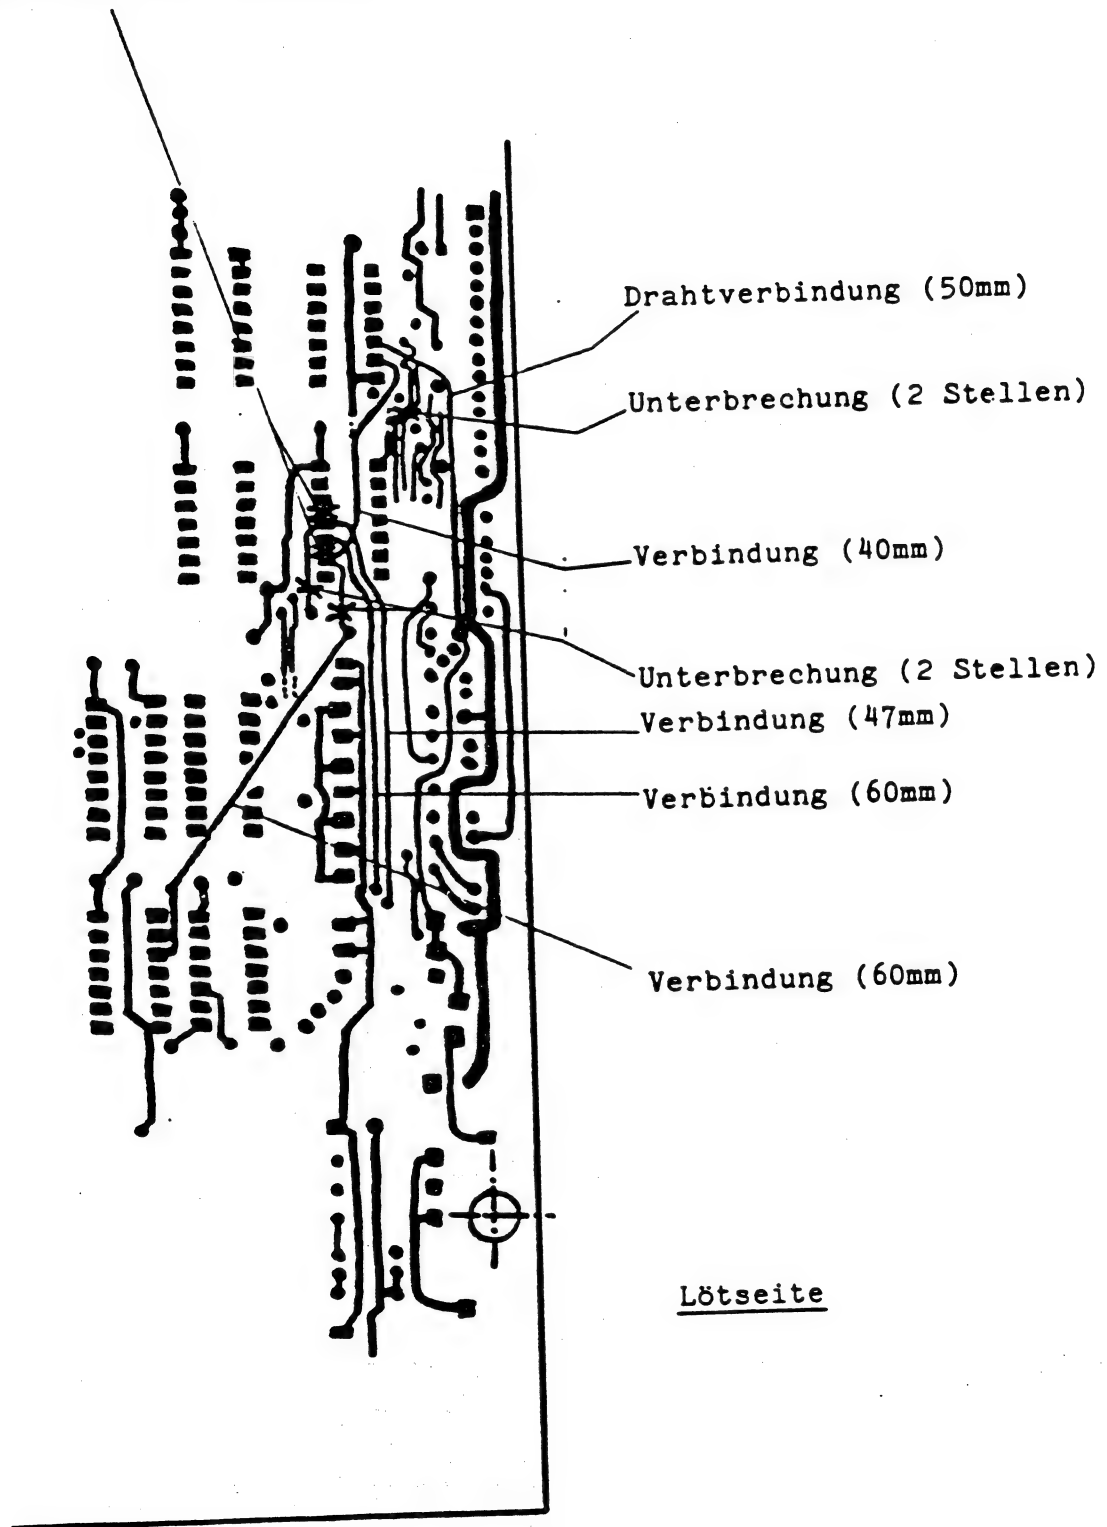 Drahtverbindung (50mm)
Unterbrechung (2 Stellen)
Verbindung (40mm)
Unterbrechung (2 Stellen)
Verbindung (47mm)
Verbindung (60mm)
Verbindung (60mm)
Lötseite